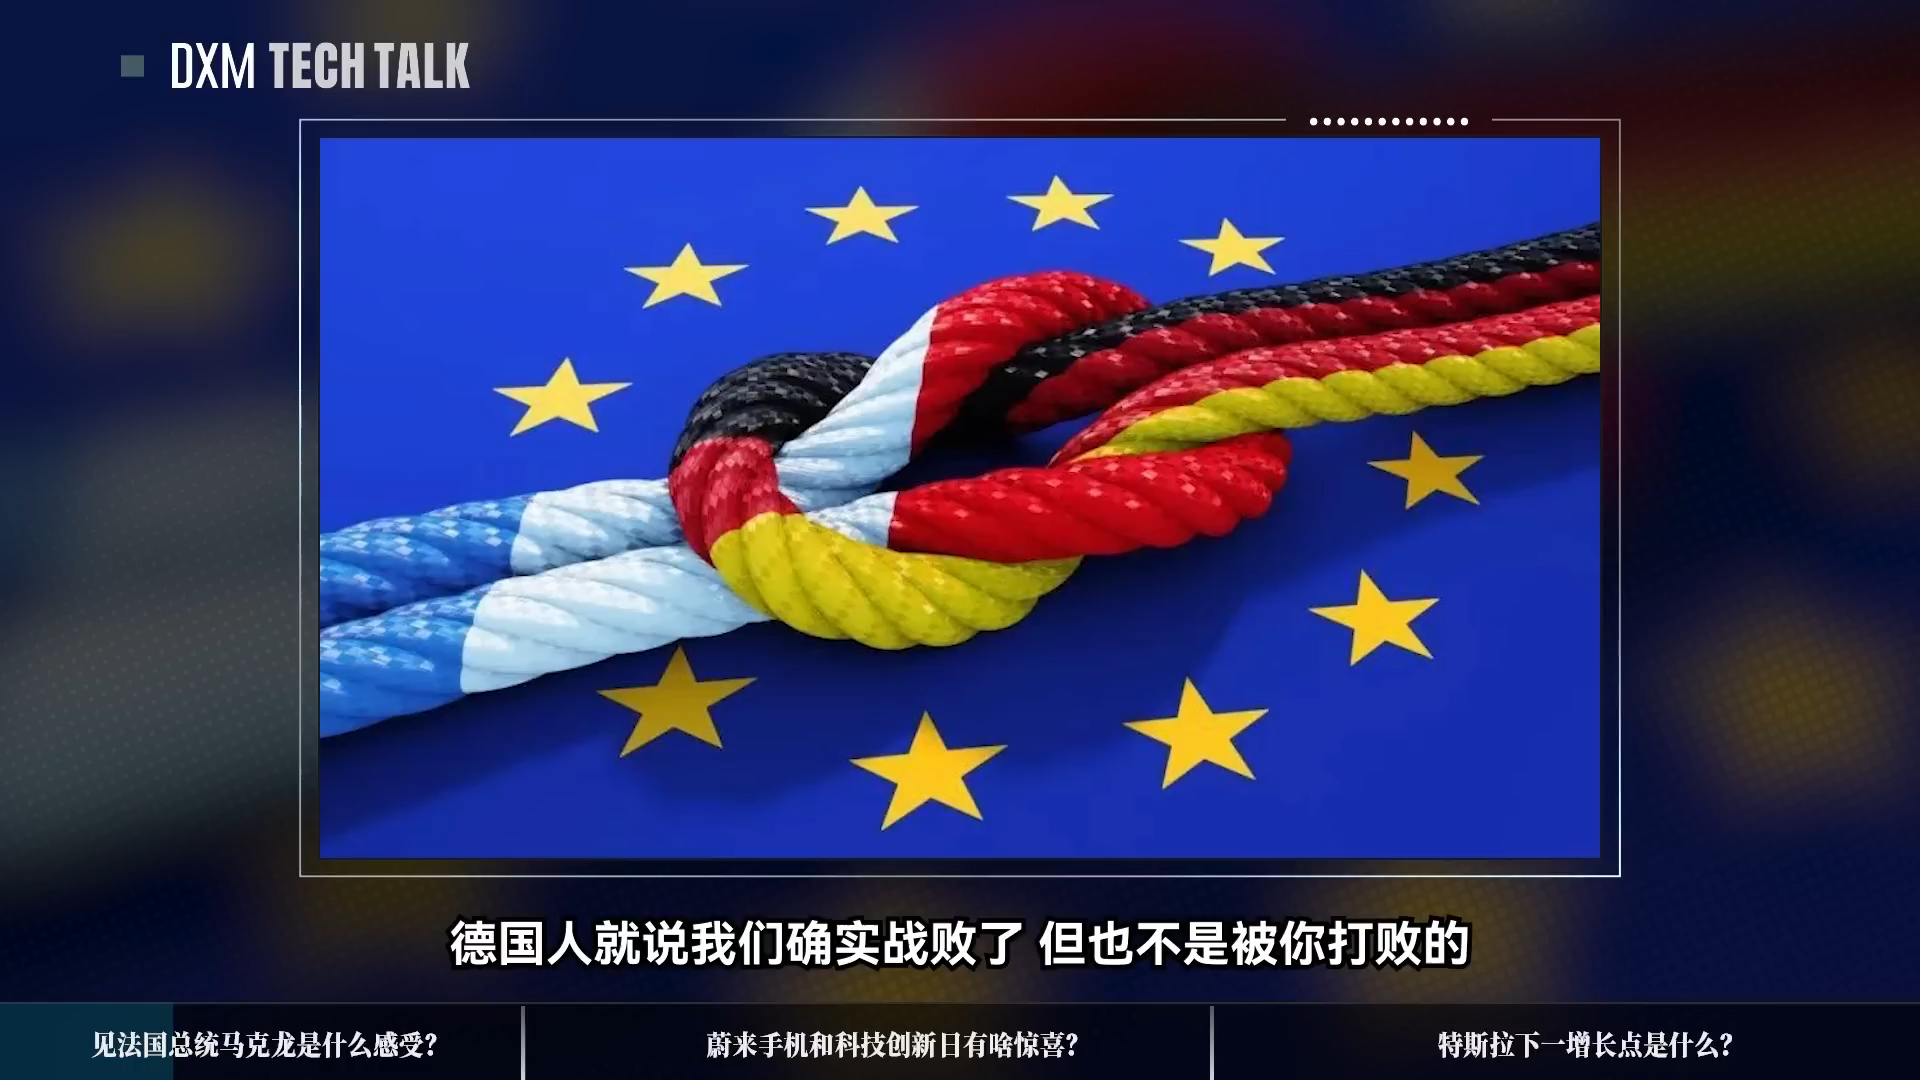 DXM TECH TALK
德国人就说我们确实战败了 但也不是被你打败的
见法国总统马克龙是什么感受?
蔚来手机和科技创新日有啥惊喜?
特斯拉下一增长点是什么?